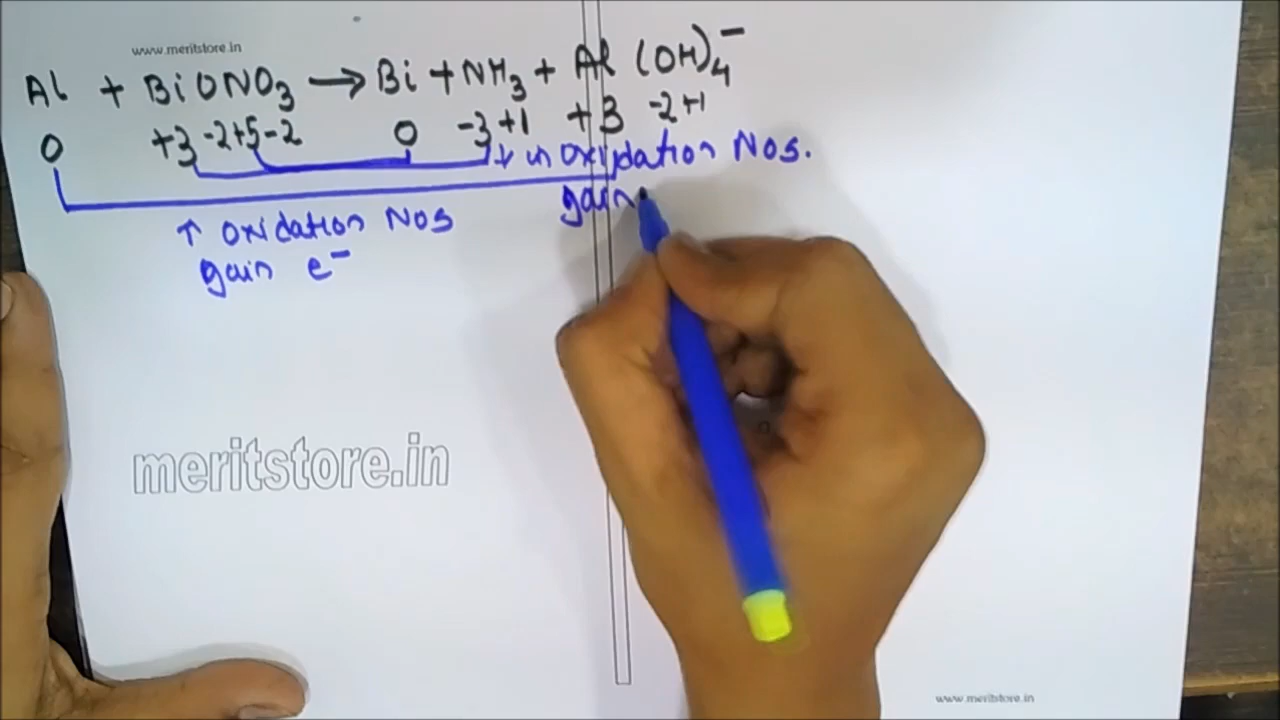 www.meritstore.in
Al + BiONO3 → Bi + NH3 + Al (OH)4−
0 +3 -2+5-2 0 -3+1 +3 -2+1
↓ in Oxidation Nos.
gain
↑ Oxidation Nos
gain e−
meritstore.in
www.meritstore.in